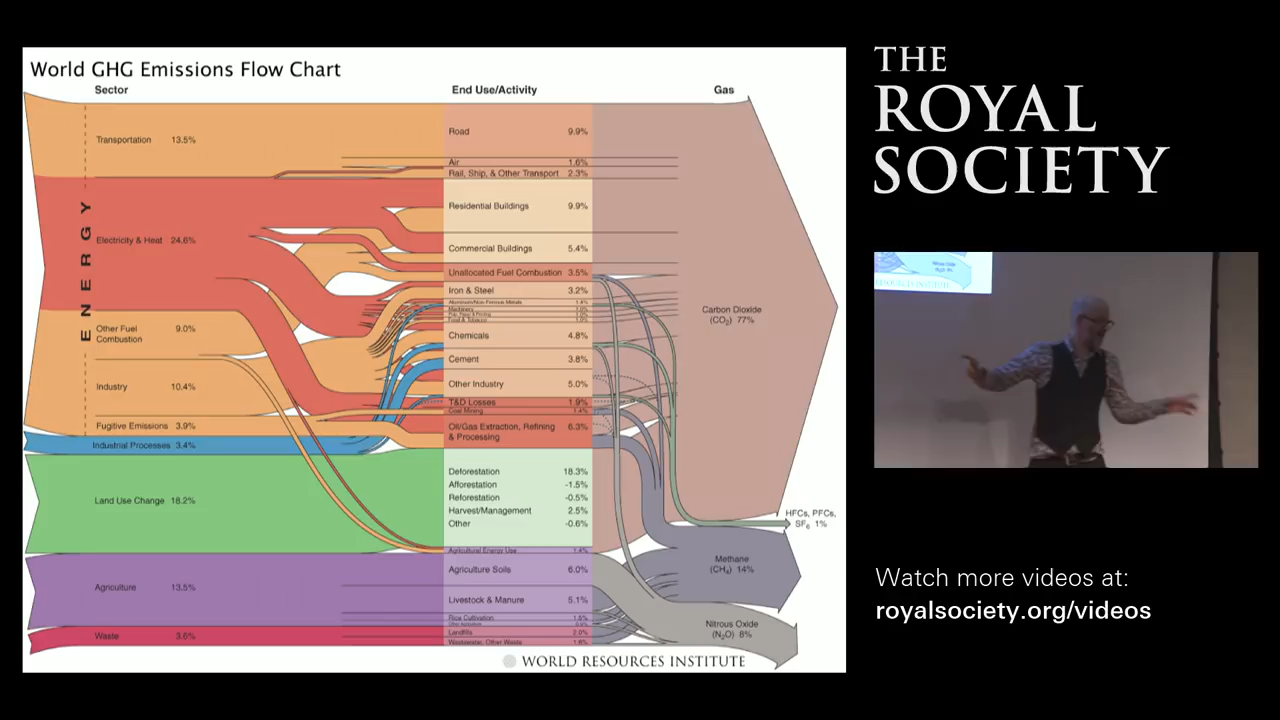 World GHG Emissions Flow Chart
Sector
End Use/Activity
Gas
ENERGY
Transportation 13.5%
Electricity & Heat 24.6%
Other Fuel
Combustion 9.0%
Industry 10.4%
Fugitive Emissions 3.9%
Industrial Processes 3.4%
Land Use Change 18.2%
Agriculture 13.5%
Waste 3.6%
Road 9.9%
Air 1.6%
Rail, Ship, & Other Transport 2.3%
Residential Buildings 9.9%
Commercial Buildings 5.4%
Unallocated Fuel Combustion 3.5%
Iron & Steel 3.2%
Aluminum/Non-Ferrous Metals 1.4%
Machinery 1.0%
Pulp, Paper & Printing 1.0%
Food & Tobacco 1.0%
Chemicals 4.8%
Cement 3.8%
Other Industry 5.0%
T&D Losses 1.9%
Coal Mining 1.4%
Oil/Gas Extraction, Refining
& Processing 6.3%
Deforestation 18.3%
Afforestation -1.5%
Reforestation -0.5%
Harvest/Management 2.5%
Other -0.6%
Agricultural Energy Use 1.4%
Agriculture Soils 6.0%
Livestock & Manure 5.1%
Rice Cultivation 1.5%
Landfills 2.0%
Wastewater, Other Waste 1.6%
Carbon Dioxide
(CO₂) 77%
HFCs, PFCs,
SF₆ 1%
Methane
(CH₄) 14%
Nitrous Oxide
(N₂O) 8%
WORLD RESOURCES INSTITUTE
THE
ROYAL
SOCIETY
Watch more videos at:
royalsociety.org/videos